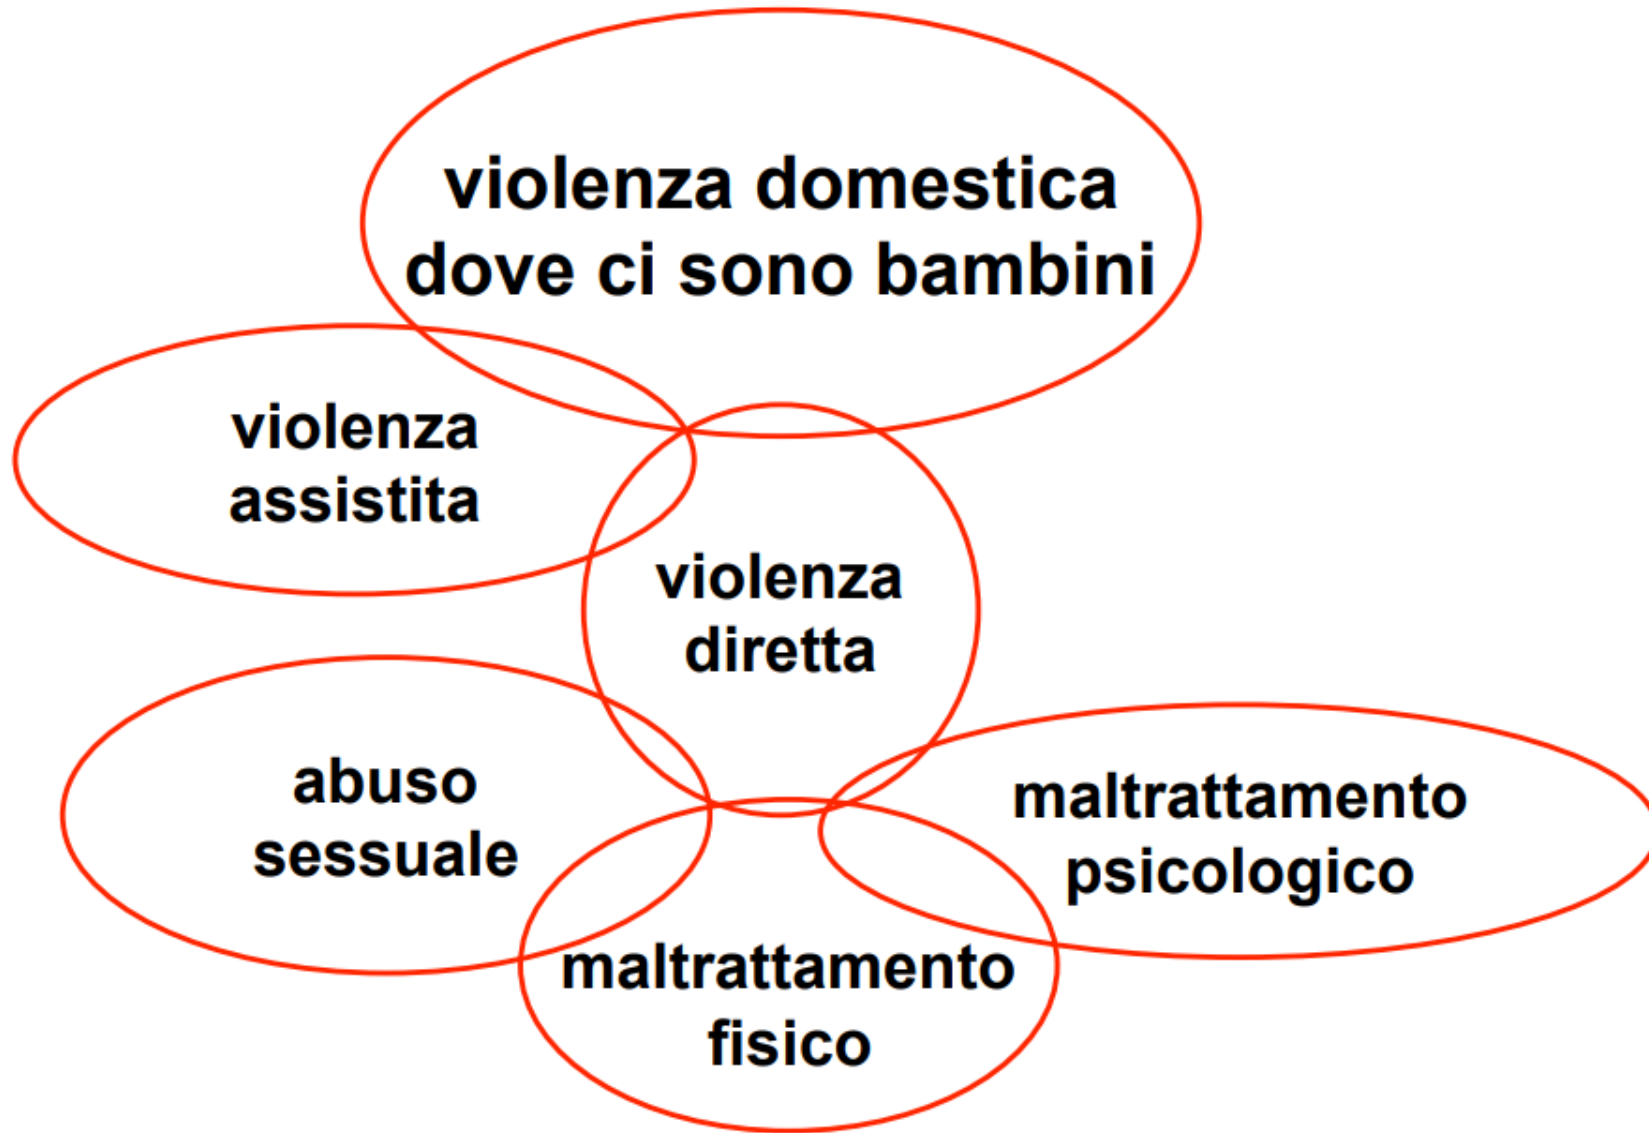 violenza domestica
dove ci sono bambini
violenza
assistita
violenza
diretta
abuso
sessuale
maltrattamento
psicologico
maltrattamento
fisico